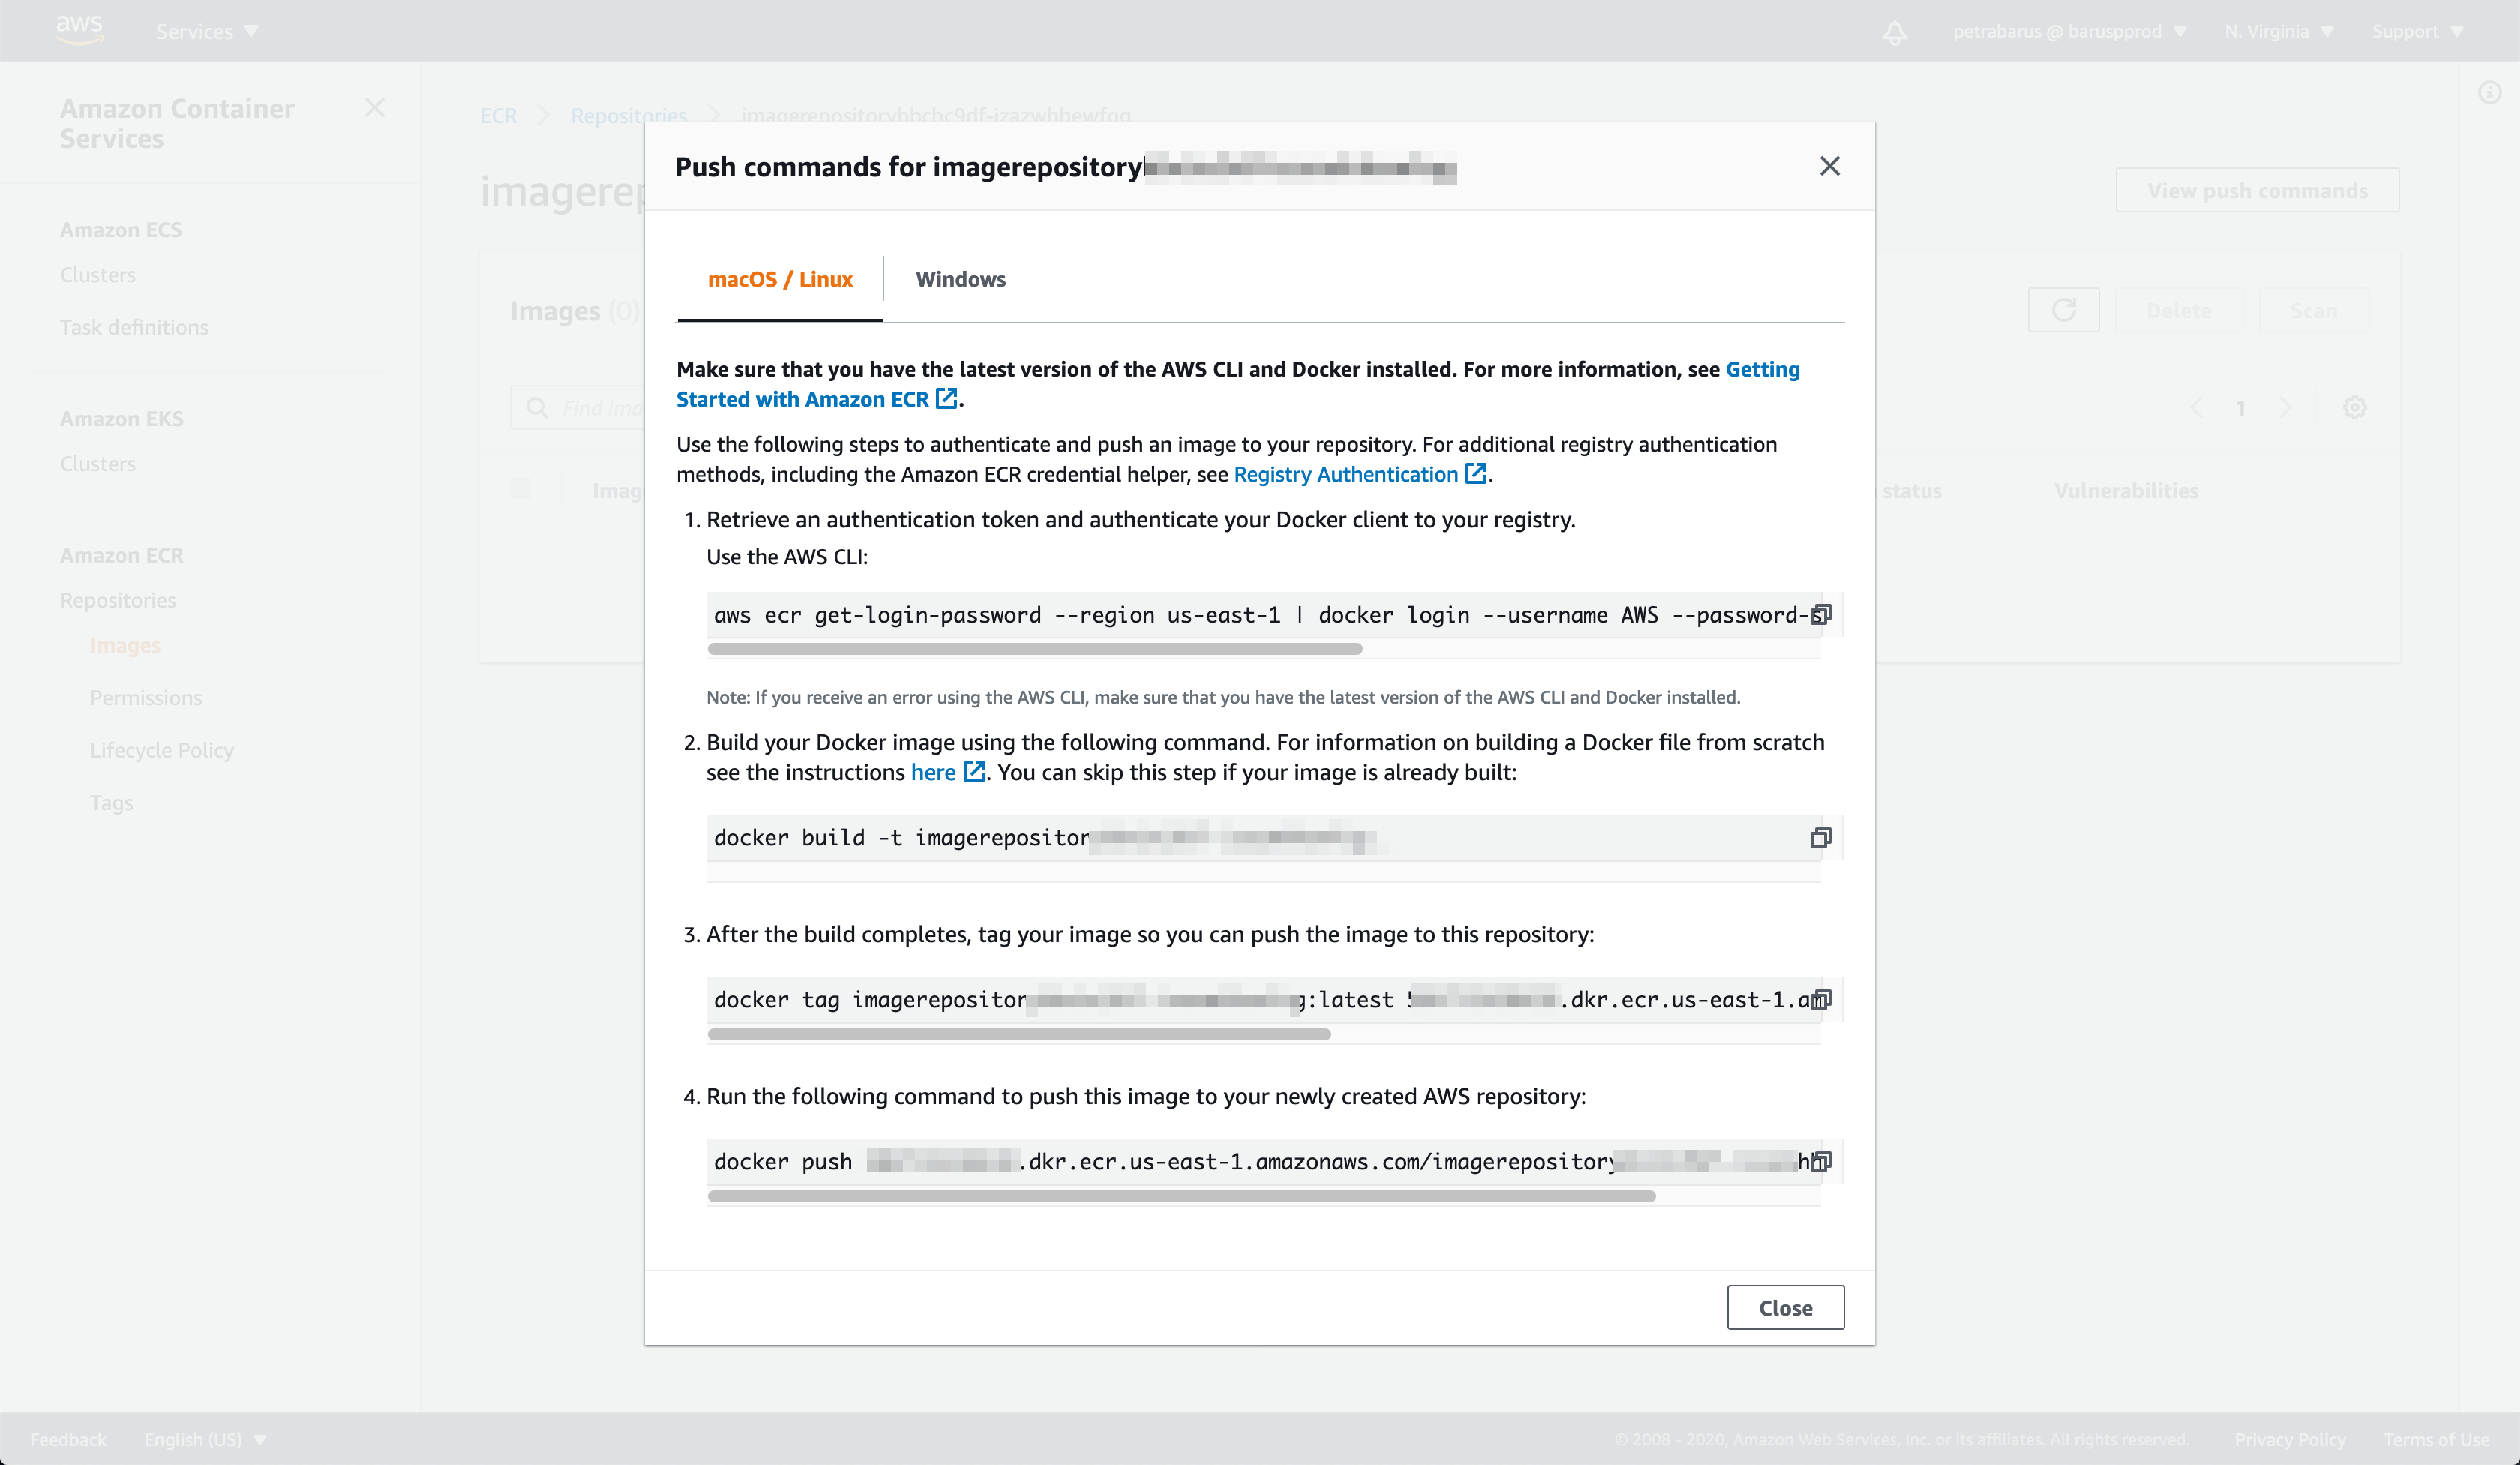 aws
Services
petrabarus @ baruspprod
N. Virginia
Support
Amazon Container
Services
Amazon ECS
Clusters
Task definitions
Amazon EKS
Clusters
Amazon ECR
Repositories
Images
Permissions
Lifecycle Policy
Tags
ECR
Repositories
View push commands
Images (0)
Delete
Scan
1
status
Vulnerabilities
Push commands for imagerepository
macOS / Linux
Windows
Make sure that you have the latest version of the AWS CLI and Docker installed. For more information, see Getting
Started with Amazon ECR.
Use the following steps to authenticate and push an image to your repository. For additional registry authentication
methods, including the Amazon ECR credential helper, see Registry Authentication.
1. Retrieve an authentication token and authenticate your Docker client to your registry.
Use the AWS CLI:
aws ecr get-login-password --region us-east-1 | docker login --username AWS --password-s
Note: If you receive an error using the AWS CLI, make sure that you have the latest version of the AWS CLI and Docker installed.
2. Build your Docker image using the following command. For information on building a Docker file from scratch
see the instructions here. You can skip this step if your image is already built:
docker build -t imagerepositor
3. After the build completes, tag your image so you can push the image to this repository:
docker tag imagerepositor g:latest 5 .dkr.ecr.us-east-1.am
4. Run the following command to push this image to your newly created AWS repository:
docker push .dkr.ecr.us-east-1.amazonaws.com/imagerepository
Close
Feedback
English (US)
© 2008 - 2020, Amazon Web Services, Inc. or its affiliates. All rights reserved.
Privacy Policy
Terms of Use